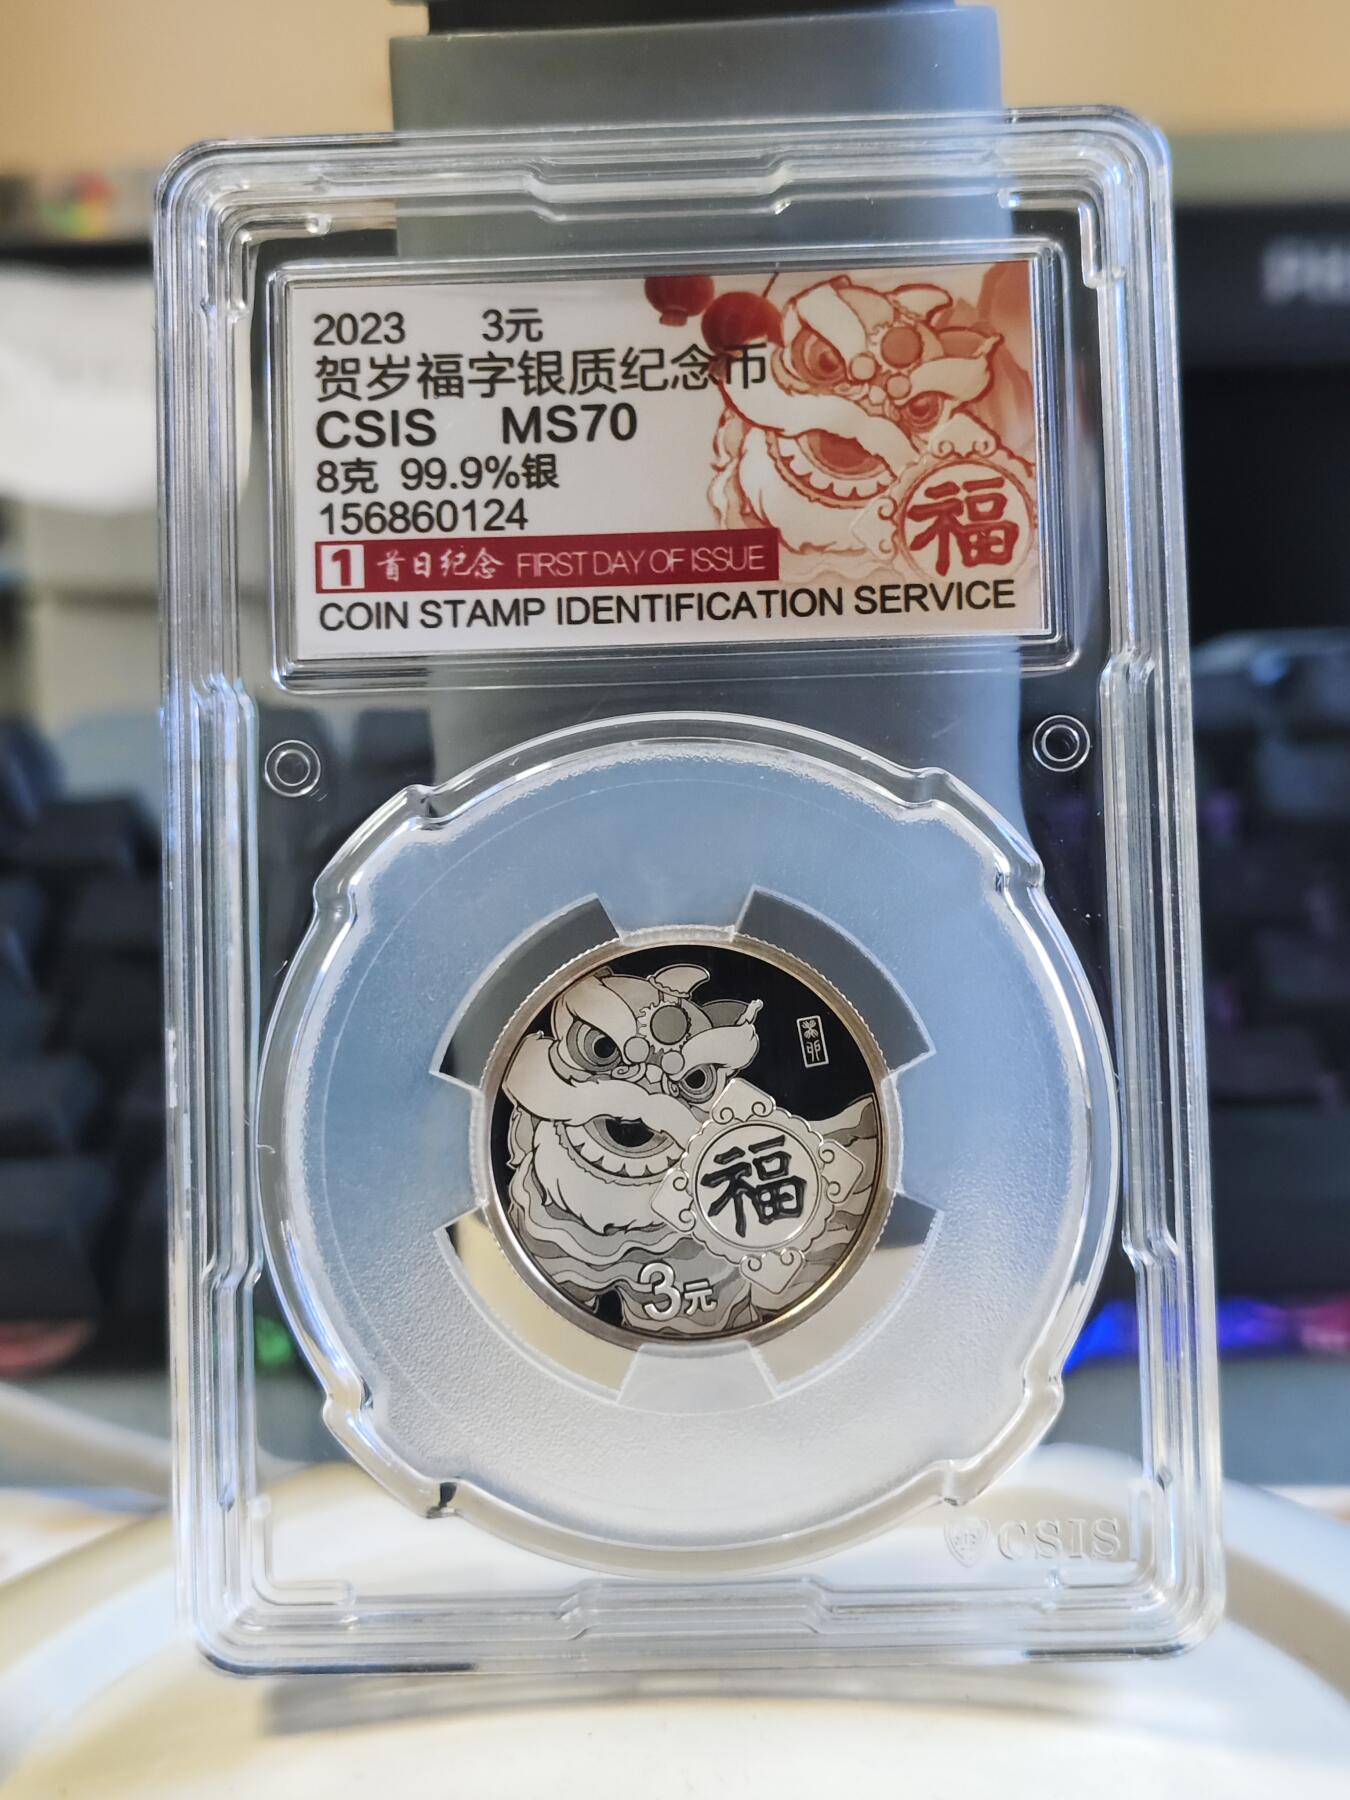 2023 3元
贺岁福字银质纪念币
CSIS MS70
8克 99.9%银
156860124
1 首日纪念 FIRST DAY OF ISSUE
COIN STAMP IDENTIFICATION SERVICE
福
癸卯
福
3元
CSIS